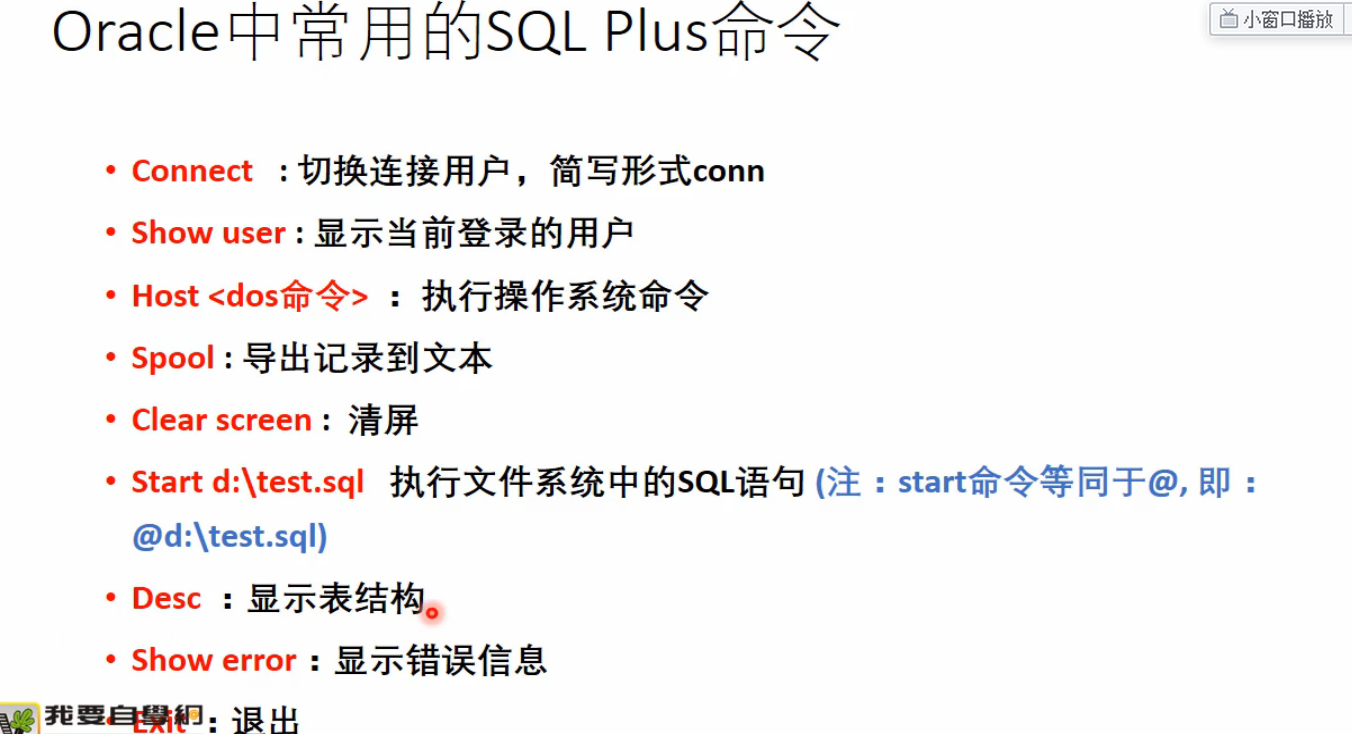 Oracle中常用的SQL Plus命令
小窗口播放
• Connect :切换连接用户，简写形式conn
• Show user : 显示当前登录的用户
• Host <dos命令> ：执行操作系统命令
• Spool : 导出记录到文本
• Clear screen : 清屏
• Start d:\test.sql 执行文件系统中的SQL语句 (注：start命令等同于@, 即：
@d:\test.sql)
• Desc ：显示表结构。
• Show error ：显示错误信息
• Exit ：退出
我要自學網